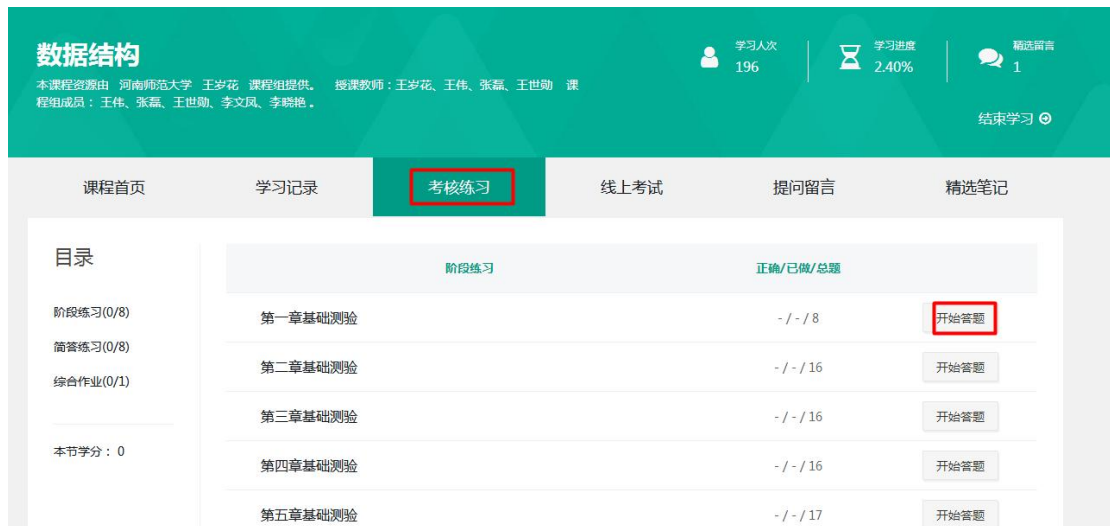 数据结构
本课程资源由 河南师范大学 王岁花 课程组提供。 授课教师：王岁花、王伟、张磊、王世勋 课
程组成员：王伟、张磊、王世勋、李文凤、李晓艳。
学习人次
196
学习进度
2.40%
精选留言
1
结束学习
课程首页 学习记录 考核练习 线上考试 提问留言 精选笔记
目录
阶段练习(0/8)
简答练习(0/8)
综合作业(0/1)
本节学分：0
阶段练习 正确/已做/总题
第一章基础测验 - / - / 8 开始答题
第二章基础测验 - / - / 16 开始答题
第三章基础测验 - / - / 16 开始答题
第四章基础测验 - / - / 16 开始答题
第五章基础测验 - / - / 17 开始答题